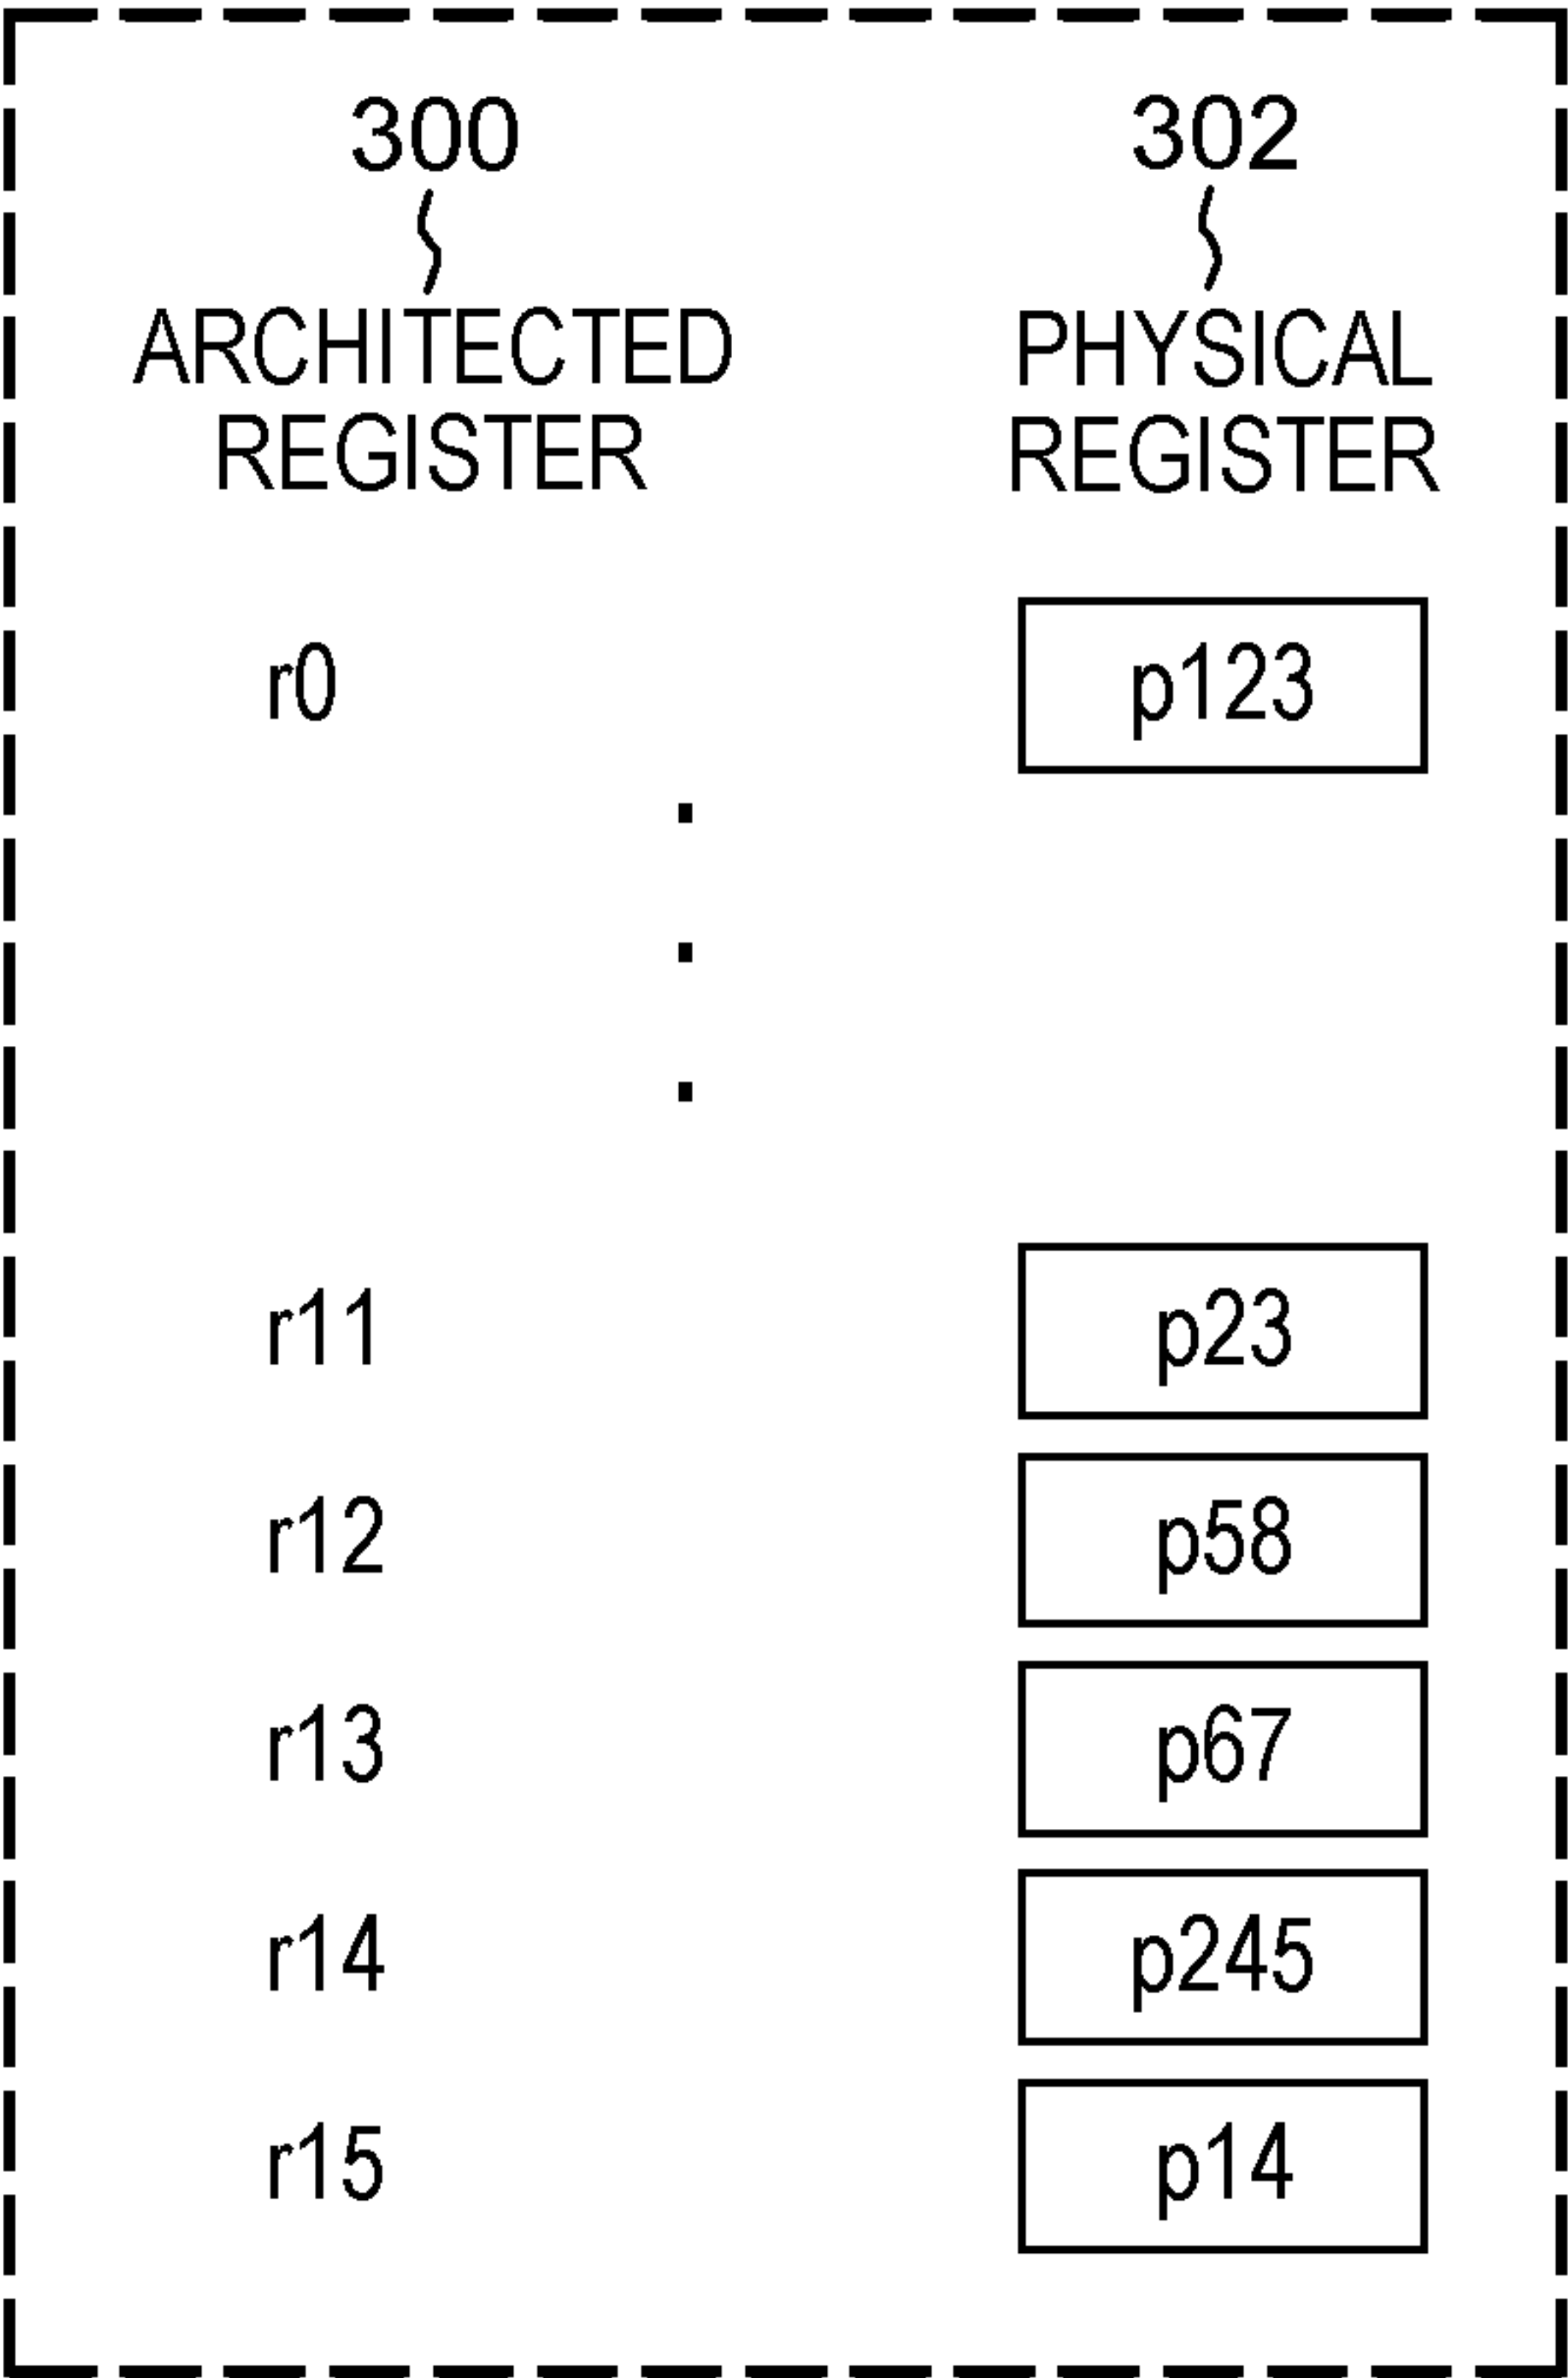 300 302
ARCHITECTED PHYSICAL
REGISTER REGISTER
r0 p123
r11 p23
r12 p58
r13 p67
r14 p245
r15 p14